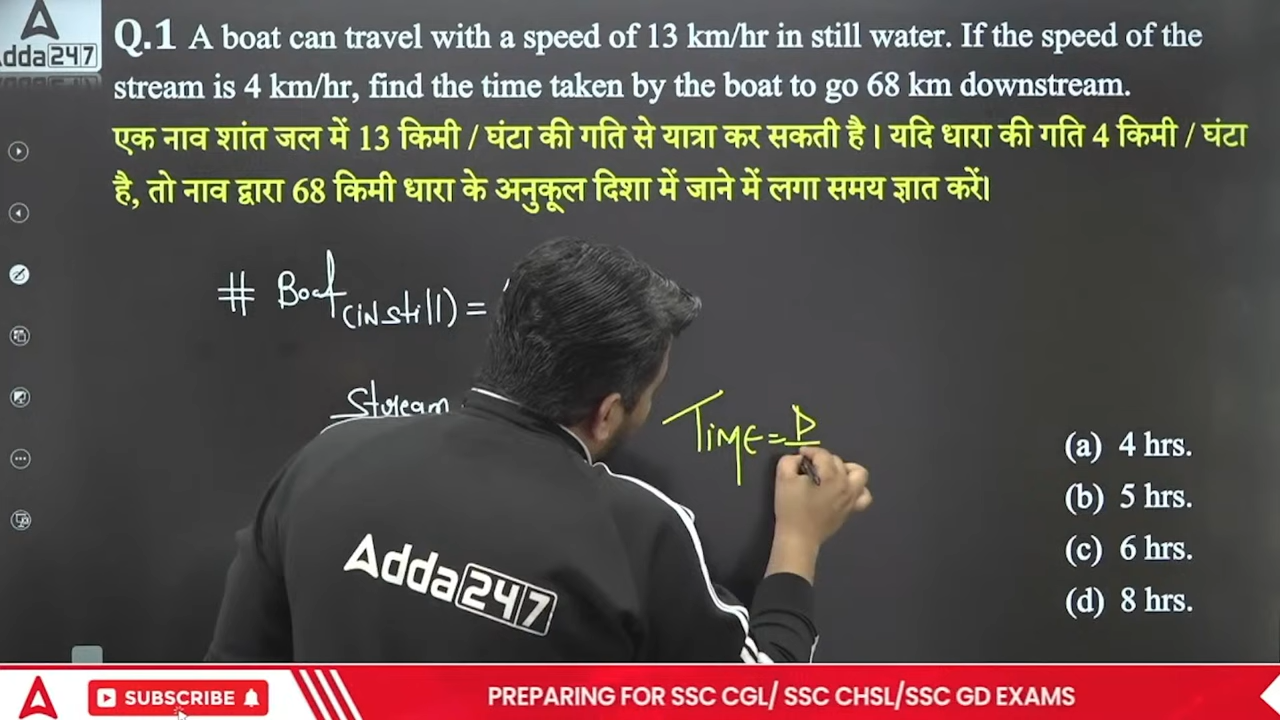 Adda247
Q.1 A boat can travel with a speed of 13 km/hr in still water. If the speed of the
stream is 4 km/hr, find the time taken by the boat to go 68 km downstream.
एक नाव शांत जल में 13 किमी / घंटा की गति से यात्रा कर सकती है। यदि धारा की गति 4 किमी / घंटा
है, तो नाव द्वारा 68 किमी धारा के अनुकूल दिशा में जाने में लगा समय ज्ञात करें।
# Boat (in still) =
Stream
Time = D
(a) 4 hrs.
(b) 5 hrs.
(c) 6 hrs.
(d) 8 hrs.
Adda247
SUBSCRIBE
PREPARING FOR SSC CGL/ SSC CHSL/SSC GD EXAMS